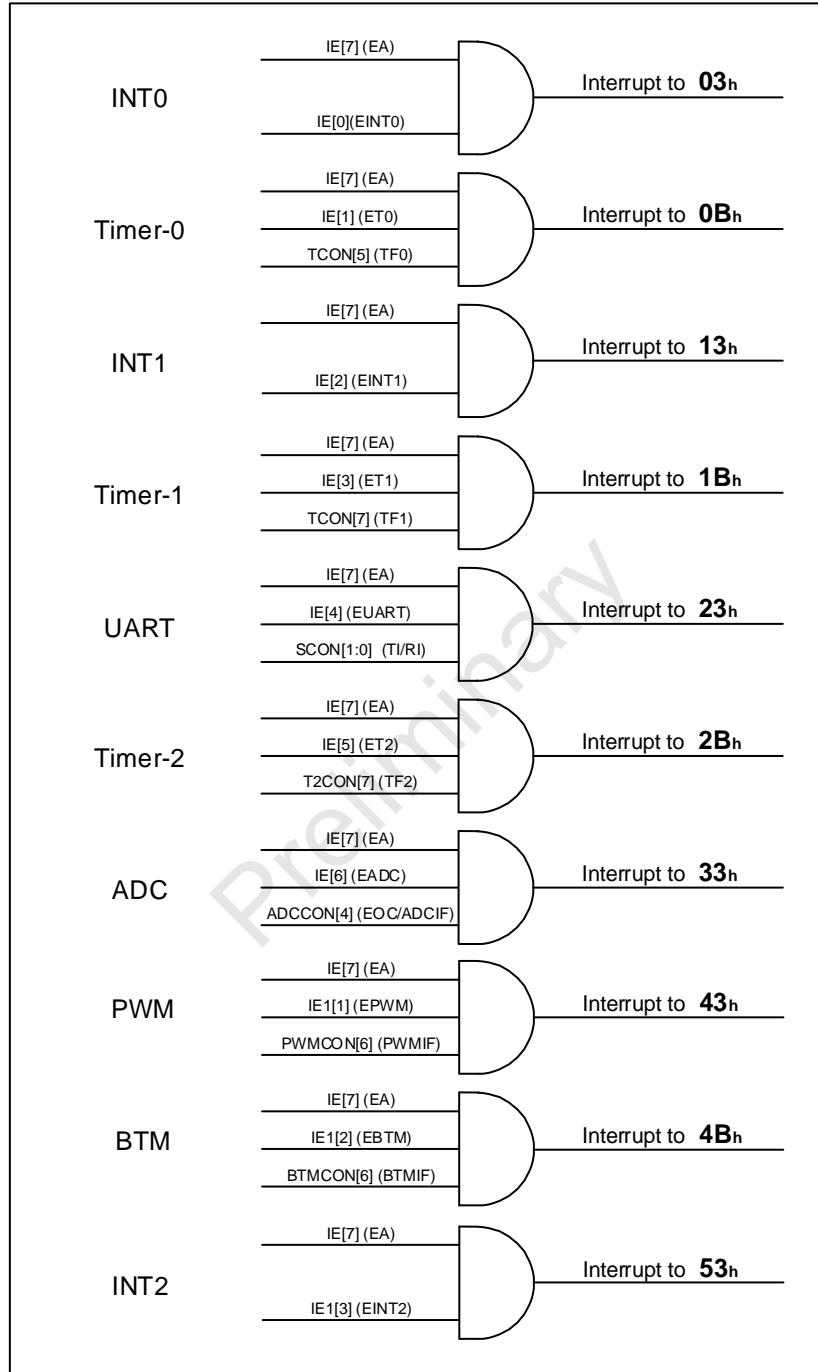 IE[7] (EA)
INT0
Interrupt to 03h
IE[0](EINT0)
IE[7] (EA)
Timer-0
IE[1] (ET0)
Interrupt to 0Bh
TCON[5] (TF0)
IE[7] (EA)
INT1
Interrupt to 13h
IE[2] (EINT1)
IE[7] (EA)
Timer-1
IE[3] (ET1)
Interrupt to 1Bh
TCON[7] (TF1)
IE[7] (EA)
UART
IE[4] (EUART)
Interrupt to 23h
SCON[1:0] (TI/RI)
IE[7] (EA)
Timer-2
IE[5] (ET2)
Interrupt to 2Bh
T2CON[7] (TF2)
IE[7] (EA)
ADC
IE[6] (EADC)
Interrupt to 33h
ADCCON[4] (EOC/ADCIF)
IE[7] (EA)
PWM
IE1[1] (EPWM)
Interrupt to 43h
PWMCON[6] (PWMIF)
IE[7] (EA)
BTM
IE1[2] (EBTM)
Interrupt to 4Bh
BTMCON[6] (BTMIF)
IE[7] (EA)
INT2
Interrupt to 53h
IE1[3] (EINT2)
Preliminary